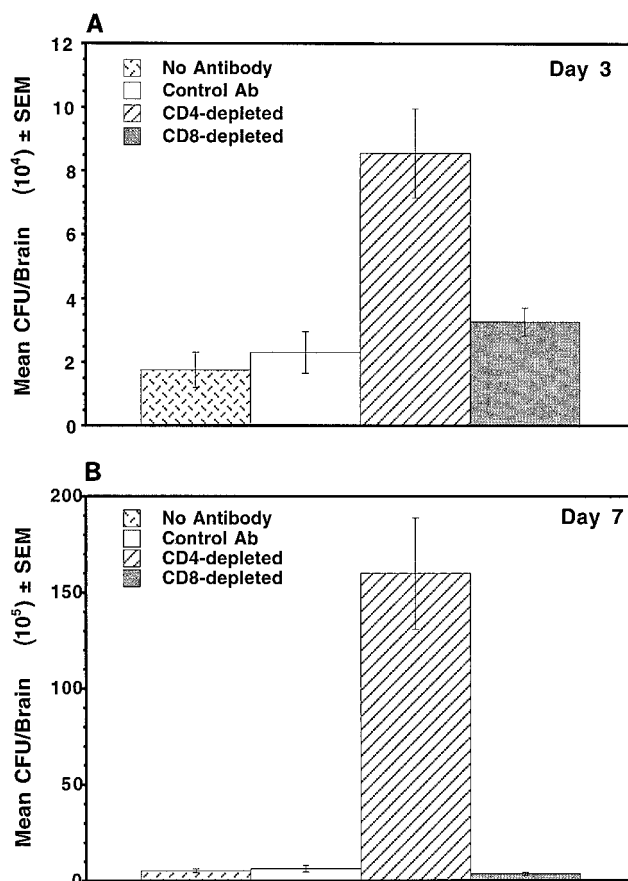 A
Mean CFU/Brain (10⁴) ± SEM
12
10
8
6
4
2
0
No Antibody
Control Ab
CD4-depleted
CD8-depleted
Day 3
B
Mean CFU/Brain (10⁵) ± SEM
200
150
100
50
0
No Antibody
Control Ab
CD4-depleted
CD8-depleted
Day 7